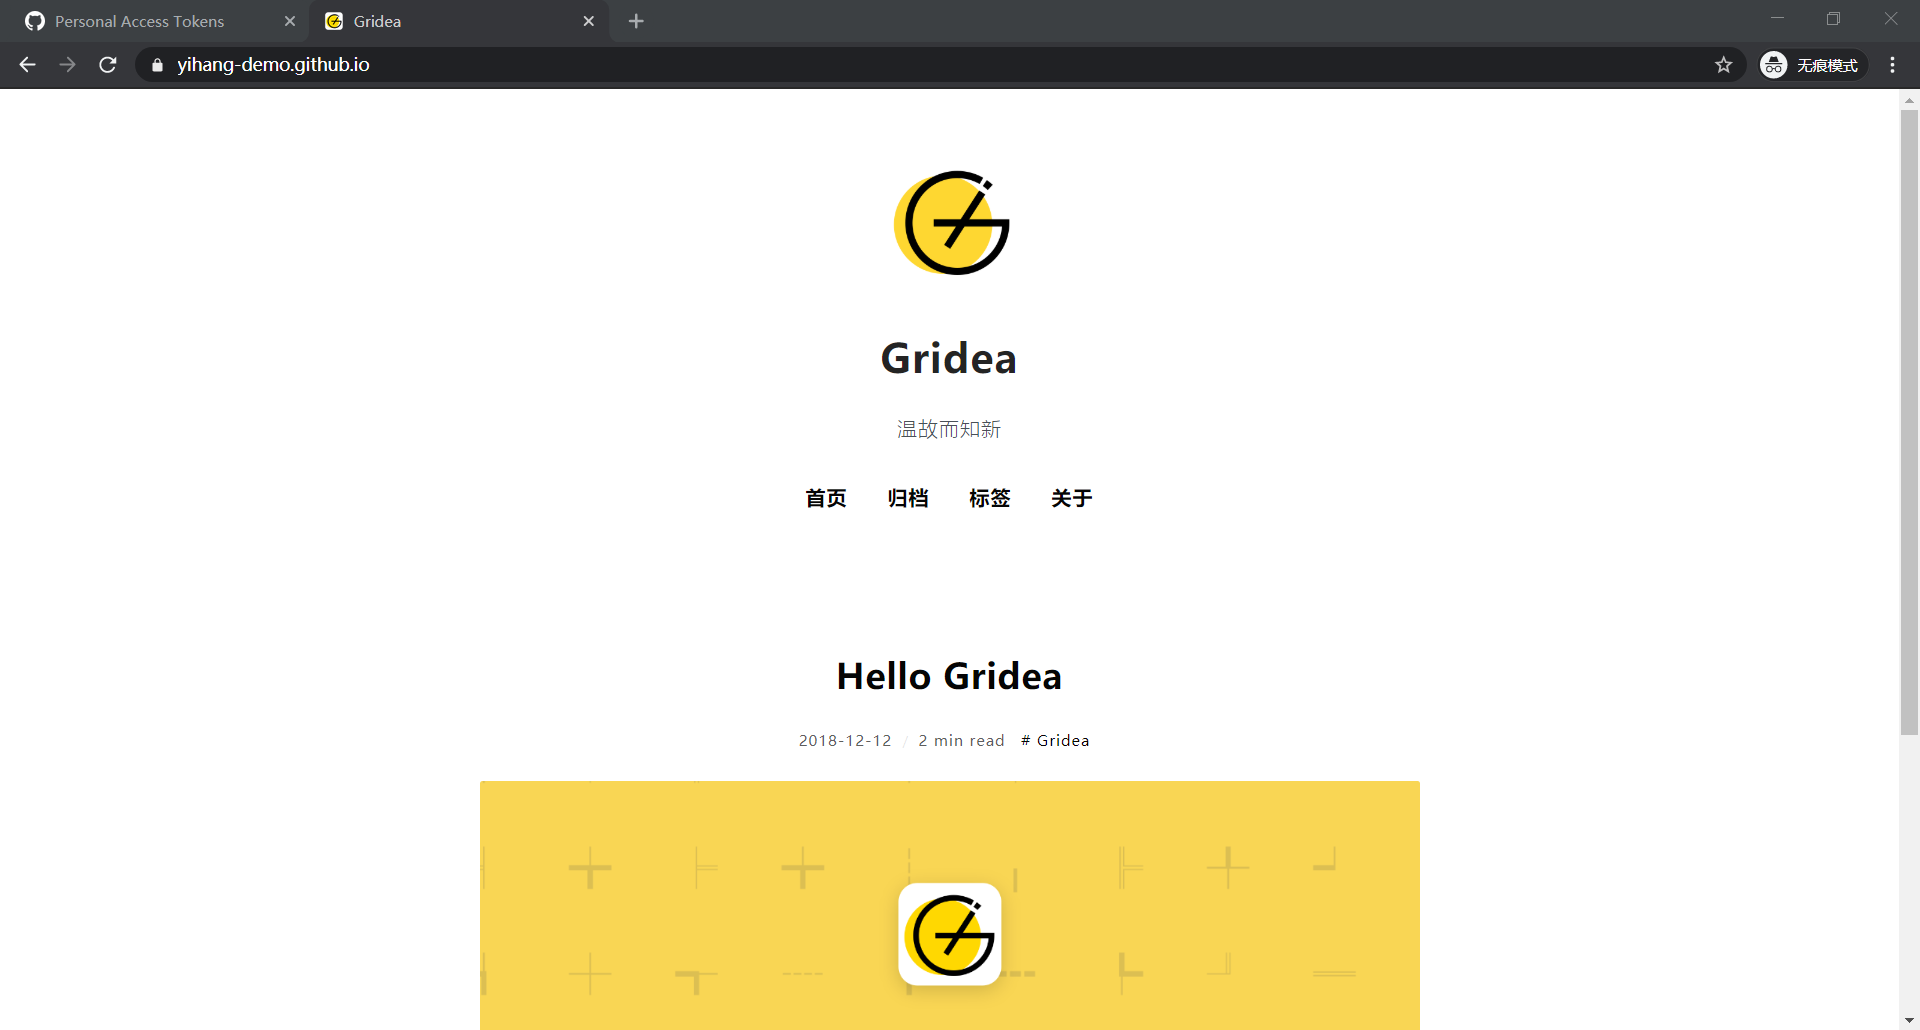 Personal Access Tokens
Gridea
yihang-demo.github.io
无痕模式
Gridea
温故而知新
首页 归档 标签 关于
Hello Gridea
2018-12-12 / 2 min read # Gridea